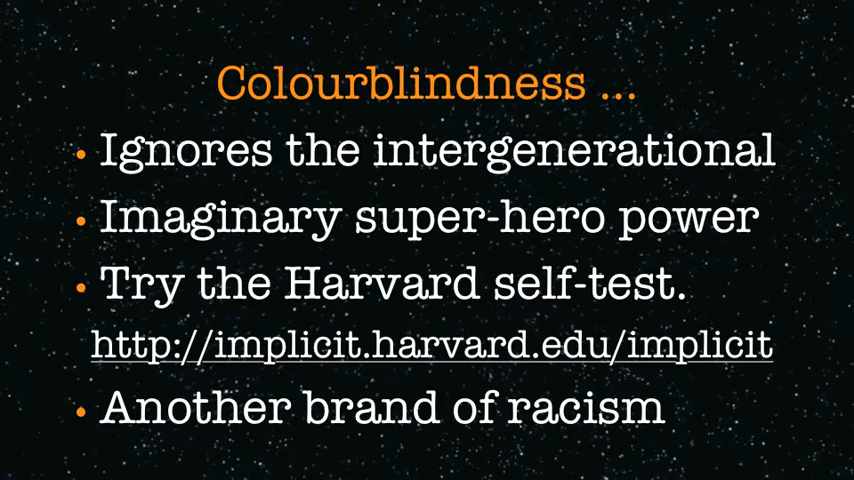 Colourblindness ...
• Ignores the intergenerational
• Imaginary super-hero power
• Try the Harvard self-test.
http://implicit.harvard.edu/implicit
• Another brand of racism